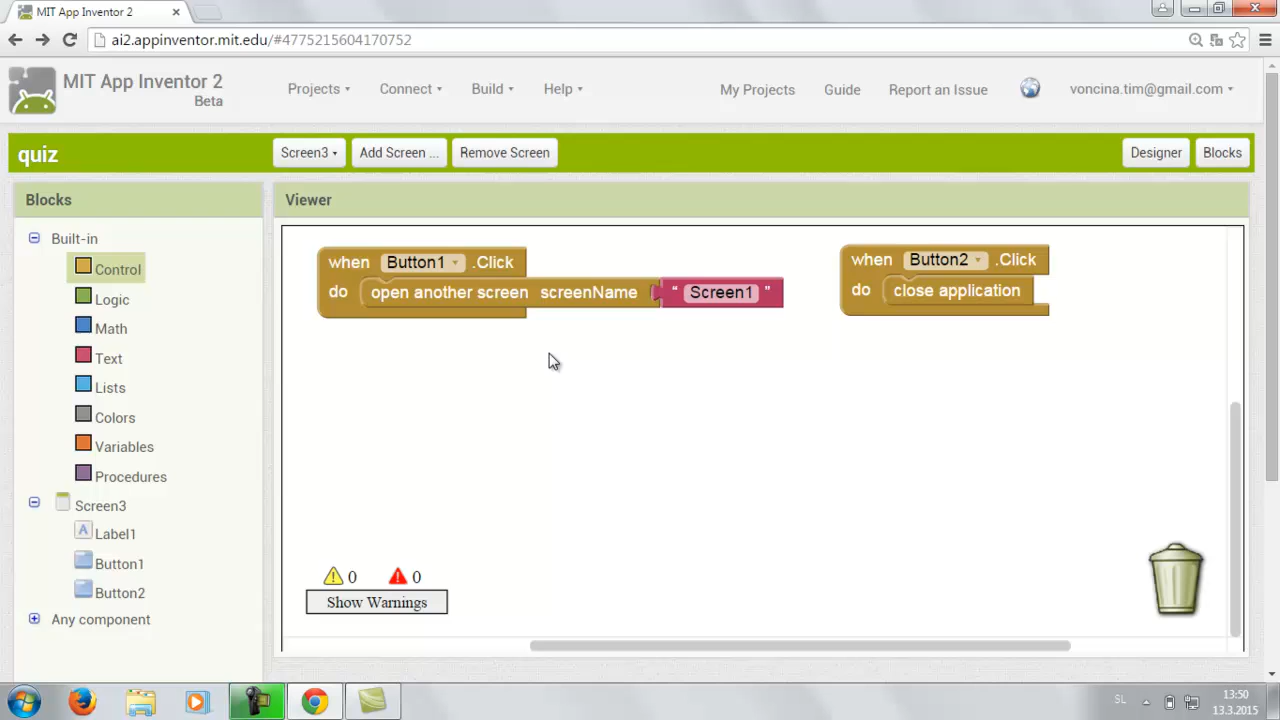 MIT App Inventor 2
ai2.appinventor.mit.edu/#4775215604170752
MIT App Inventor 2
Beta
Projects
Connect
Build
Help
My Projects
Guide
Report an Issue
voncina.tim@gmail.com
quiz
Screen3
Add Screen ...
Remove Screen
Designer
Blocks
Blocks
Viewer
Built-in
Control
Logic
Math
Text
Lists
Colors
Variables
Procedures
Screen3
A Label1
Button1
Button2
Any component
when Button1 .Click
do open another screen screenName “ Screen1 ”
when Button2 .Click
do close application
0 0
Show Warnings
SL
13:50
13.3.2015